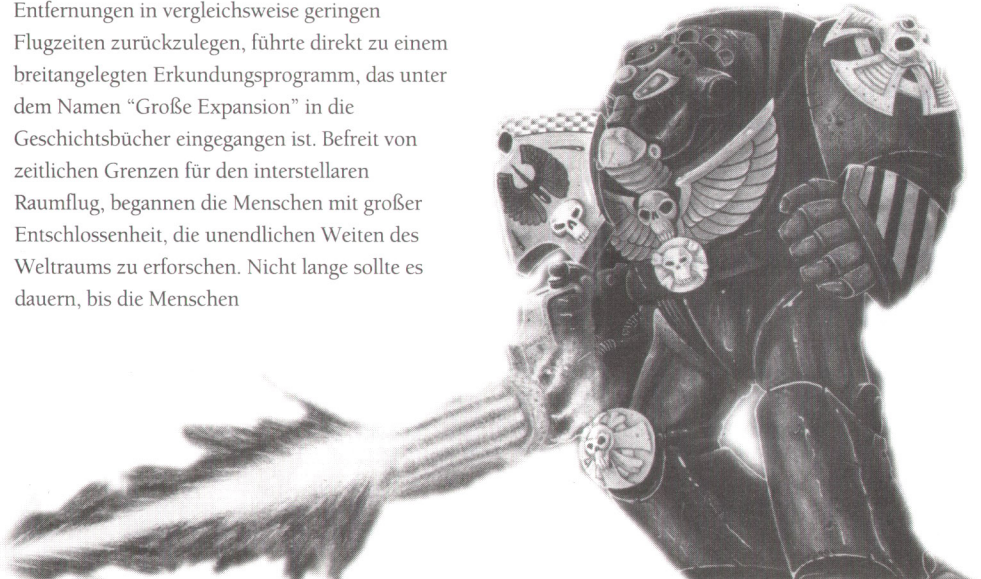 Entfernungen in vergleichsweise geringen
Flugzeiten zurückzulegen, führte direkt zu einem
breitangelegten Erkundungsprogramm, das unter
dem Namen “Große Expansion” in die
Geschichtsbücher eingegangen ist. Befreit von
zeitlichen Grenzen für den interstellaren
Raumflug, begannen die Menschen mit großer
Entschlossenheit, die unendlichen Weiten des
Weltraums zu erforschen. Nicht lange sollte es
dauern, bis die Menschen